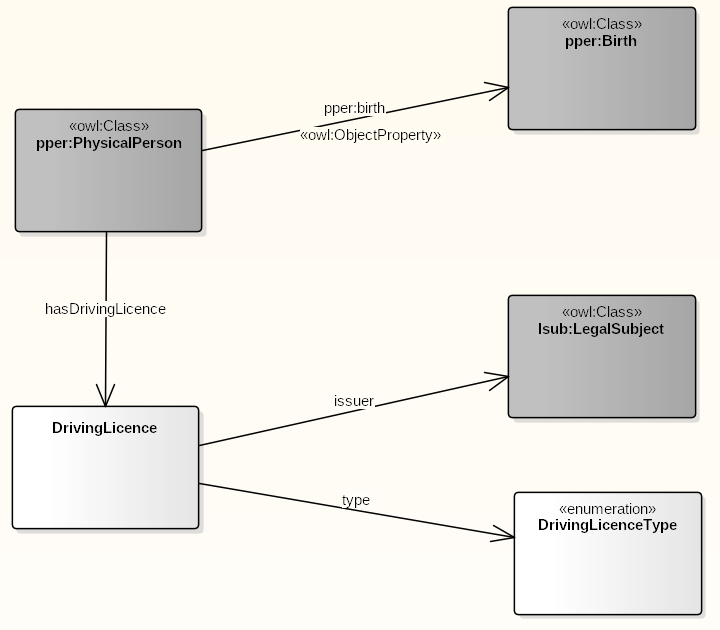 «owl:Class»
pper:Birth
pper:birth
«owl:ObjectProperty»
«owl:Class»
pper:PhysicalPerson
hasDrivingLicence
«owl:Class»
lsub:LegalSubject
issuer
DrivingLicence
type
«enumeration»
DrivingLicenceType